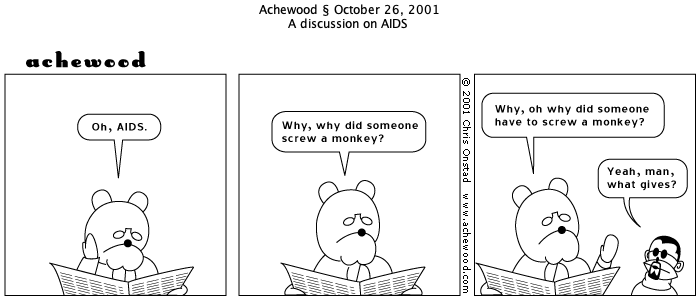 Achewood § October 26, 2001
A discussion on AIDS
achewood
Oh, AIDS.
Why, why did someone
screw a monkey?
© 2001 Chris Onstad www.achewood.com
Why, oh why did someone
have to screw a monkey?
Yeah, man,
what gives?